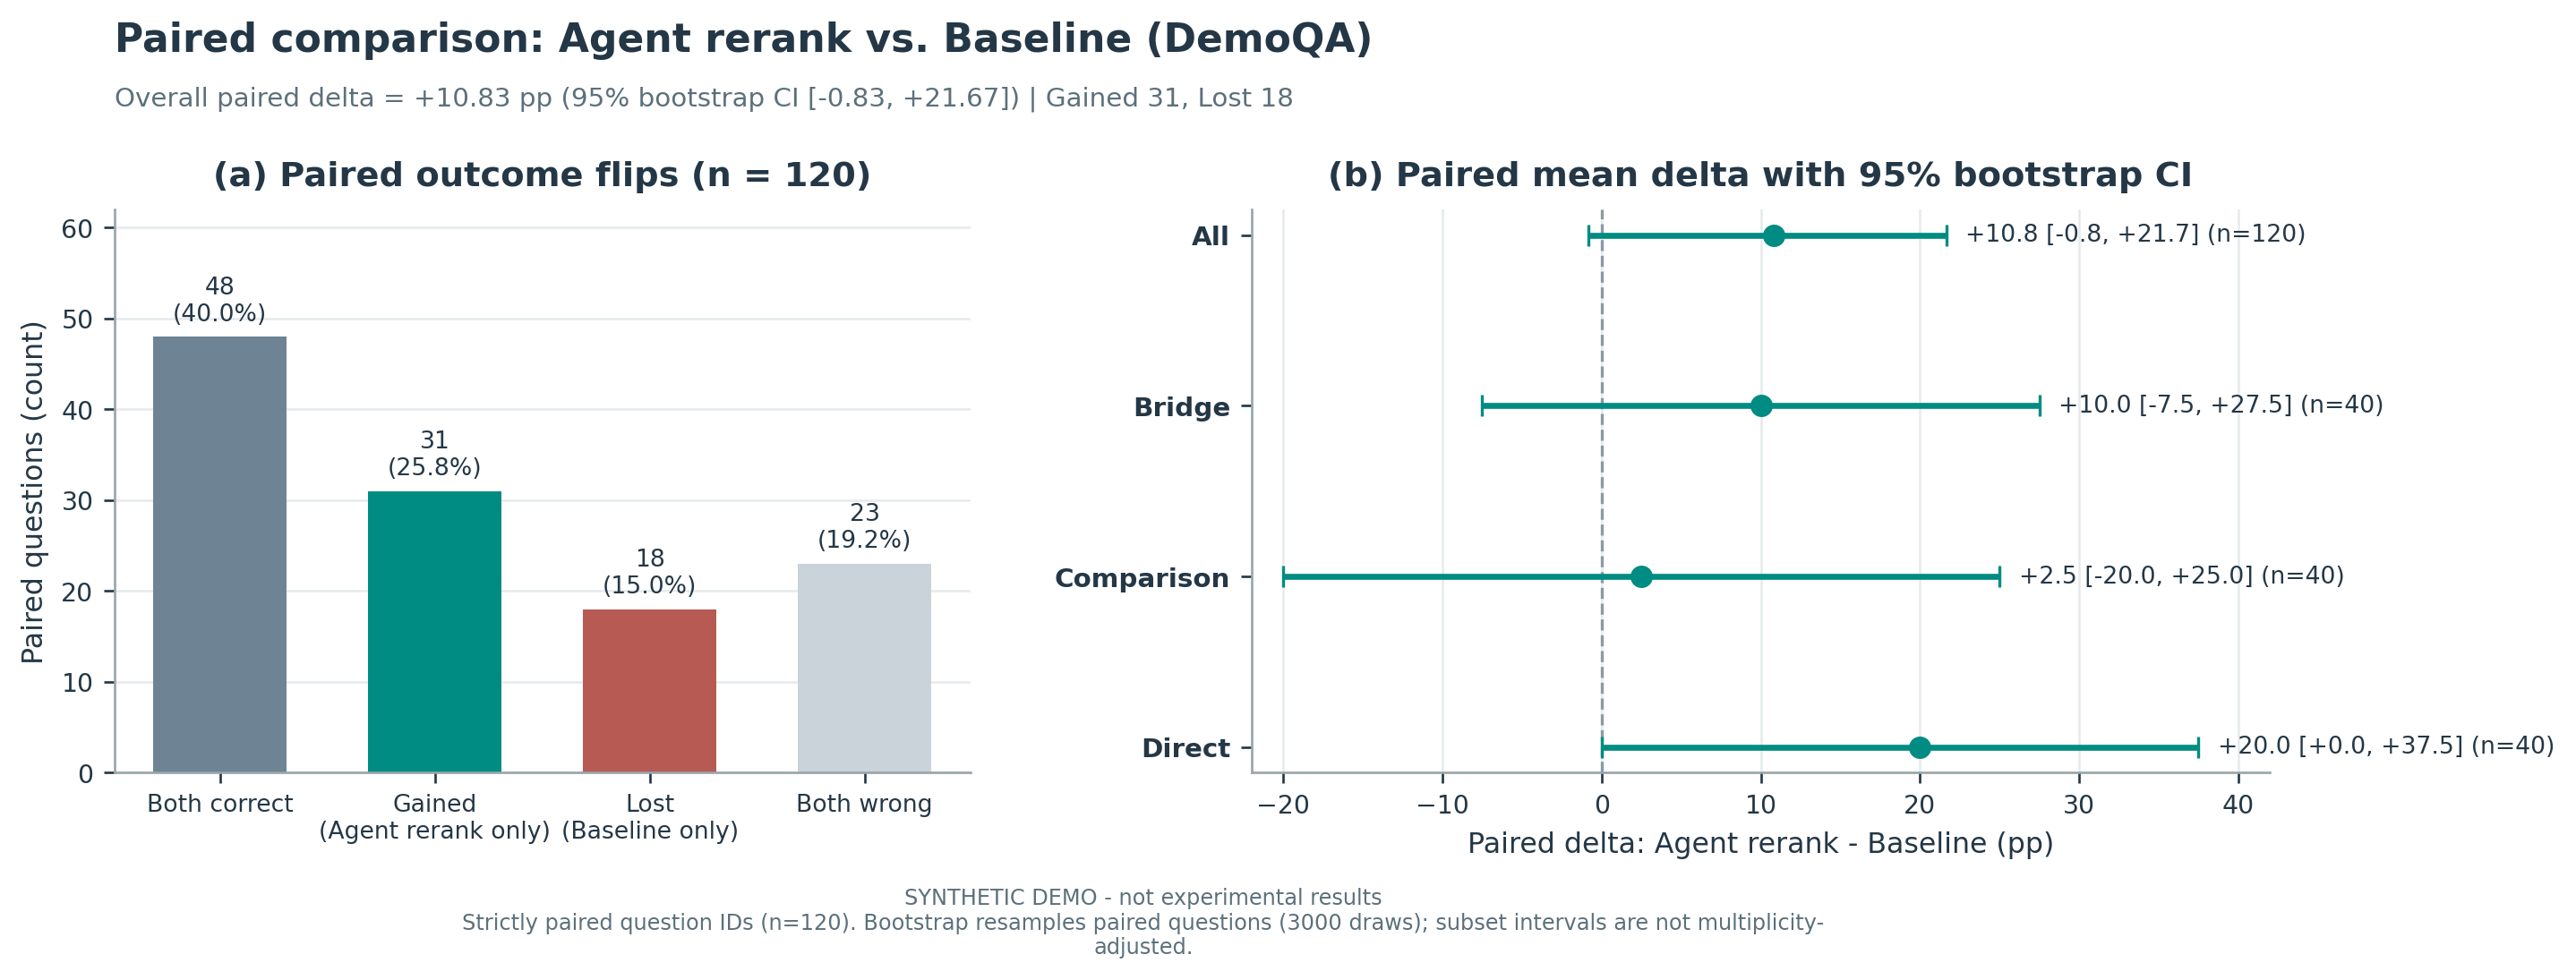 Paired comparison: Agent rerank vs. Baseline (DemoQA)
Overall paired delta = +10.83 pp (95% bootstrap CI [-0.83, +21.67]) | Gained 31, Lost 18
(a) Paired outcome flips (n = 120)
Paired questions (count)
60
50
40
30
20
10
0
48
(40.0%)
31
(25.8%)
18
(15.0%)
23
(19.2%)
Both correct
Gained
(Agent rerank only)
Lost
(Baseline only)
Both wrong
(b) Paired mean delta with 95% bootstrap CI
All
+10.8 [-0.8, +21.7] (n=120)
Bridge
+10.0 [-7.5, +27.5] (n=40)
Comparison
+2.5 [-20.0, +25.0] (n=40)
Direct
+20.0 [+0.0, +37.5] (n=40)
−20 −10 0 10 20 30 40
Paired delta: Agent rerank - Baseline (pp)
SYNTHETIC DEMO - not experimental results
Strictly paired question IDs (n=120). Bootstrap resamples paired questions (3000 draws); subset intervals are not multiplicity-
adjusted.